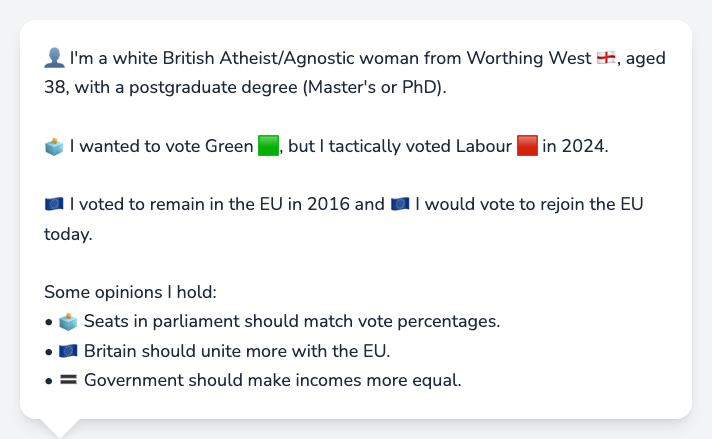 👤 I'm a white British Atheist/Agnostic woman from Worthing West 🏴󠁧󠁢󠁥󠁮󠁧󠁿, aged
38, with a postgraduate degree (Master's or PhD).
🗳️ I wanted to vote Green 🟩, but I tactically voted Labour 🟥 in 2024.
🇪🇺 I voted to remain in the EU in 2016 and 🇪🇺 I would vote to rejoin the EU
today.
Some opinions I hold:
• 🗳️ Seats in parliament should match vote percentages.
• 🇪🇺 Britain should unite more with the EU.
• 🟰 Government should make incomes more equal.